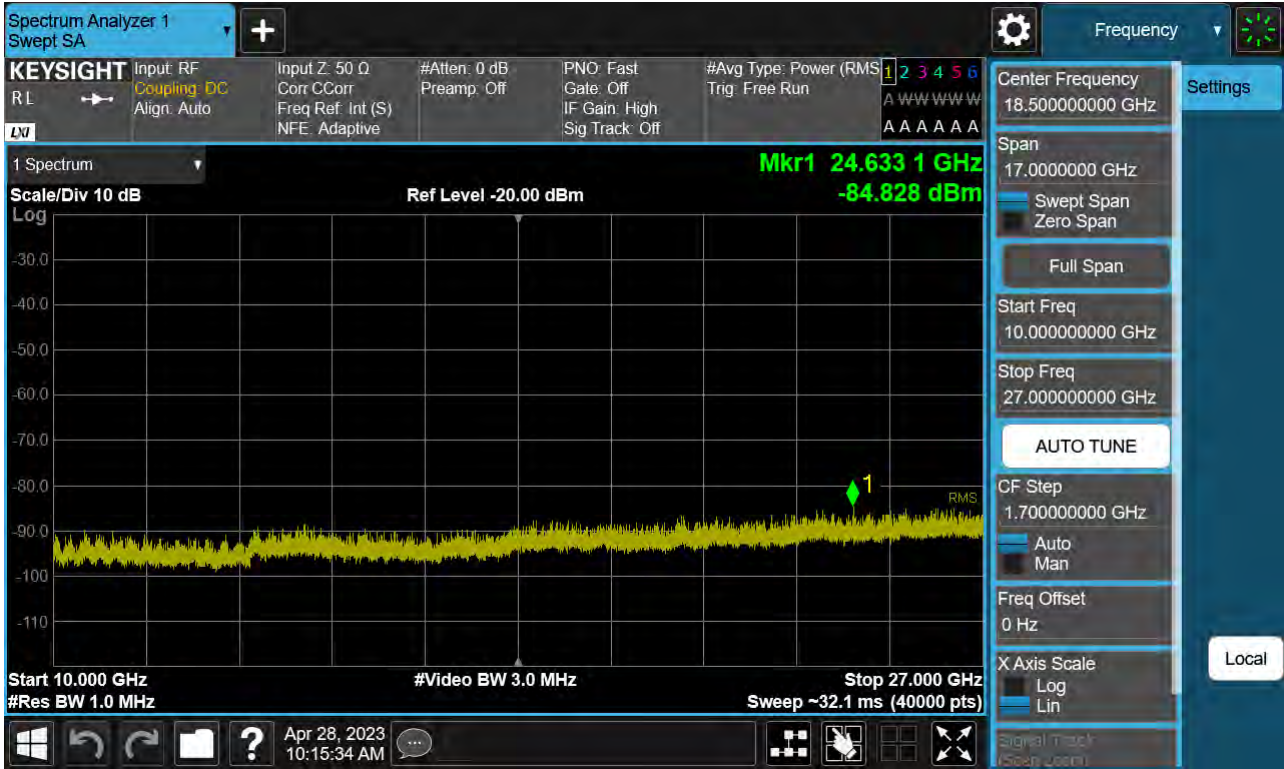 Spectrum Analyzer 1
Swept SA
+
Frequency
KEYSIGHT
RL
LXI
Input: RF
Coupling: DC
Align: Auto
Input Z: 50 Ω
Corr CCorr
Freq Ref: Int (S)
NFE: Adaptive
#Atten: 0 dB
Preamp: Off
PNO: Fast
Gate: Off
IF Gain: High
Sig Track: Off
#Avg Type: Power (RMS
Trig: Free Run
1 2 3 4 5 6
A W W W W W
A A A A A A
1 Spectrum
Scale/Div 10 dB
Log
Ref Level -20.00 dBm
Mkr1 24.633 1 GHz
-84.828 dBm
-30.0
-40.0
-50.0
-60.0
-70.0
-80.0
-90.0
-100
-110
1
RMS
Start 10.000 GHz
#Res BW 1.0 MHz
#Video BW 3.0 MHz
Stop 27.000 GHz
Sweep ~32.1 ms (40000 pts)
Center Frequency
18.500000000 GHz
Span
17.0000000 GHz
Swept Span
Zero Span
Full Span
Start Freq
10.000000000 GHz
Stop Freq
27.000000000 GHz
AUTO TUNE
CF Step
1.700000000 GHz
Auto
Man
Freq Offset
0 Hz
X Axis Scale
Log
Lin
Signal Track
(Span Zoom)
Settings
Local
?
Apr 28, 2023
10:15:34 AM